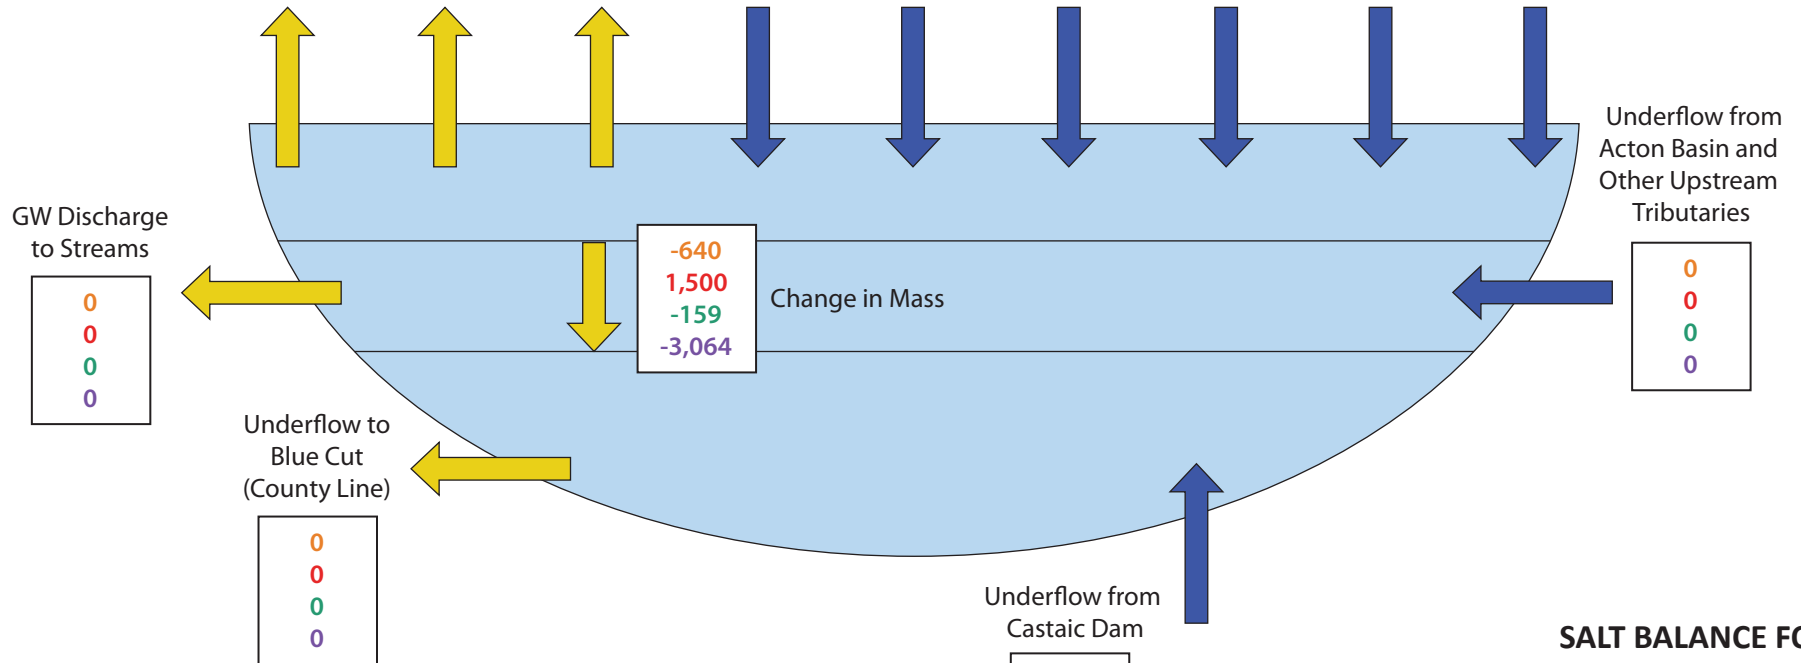 Underflow from
Acton Basin and
Other Upstream
Tributaries
0
0
0
0
GW Discharge
to Streams
0
0
0
0
-640
1,500
-159
-3,064
Change in Mass
Underflow to
Blue Cut
(County Line)
0
0
0
0
Underflow from
Castaic Dam
SALT BALANCE FO